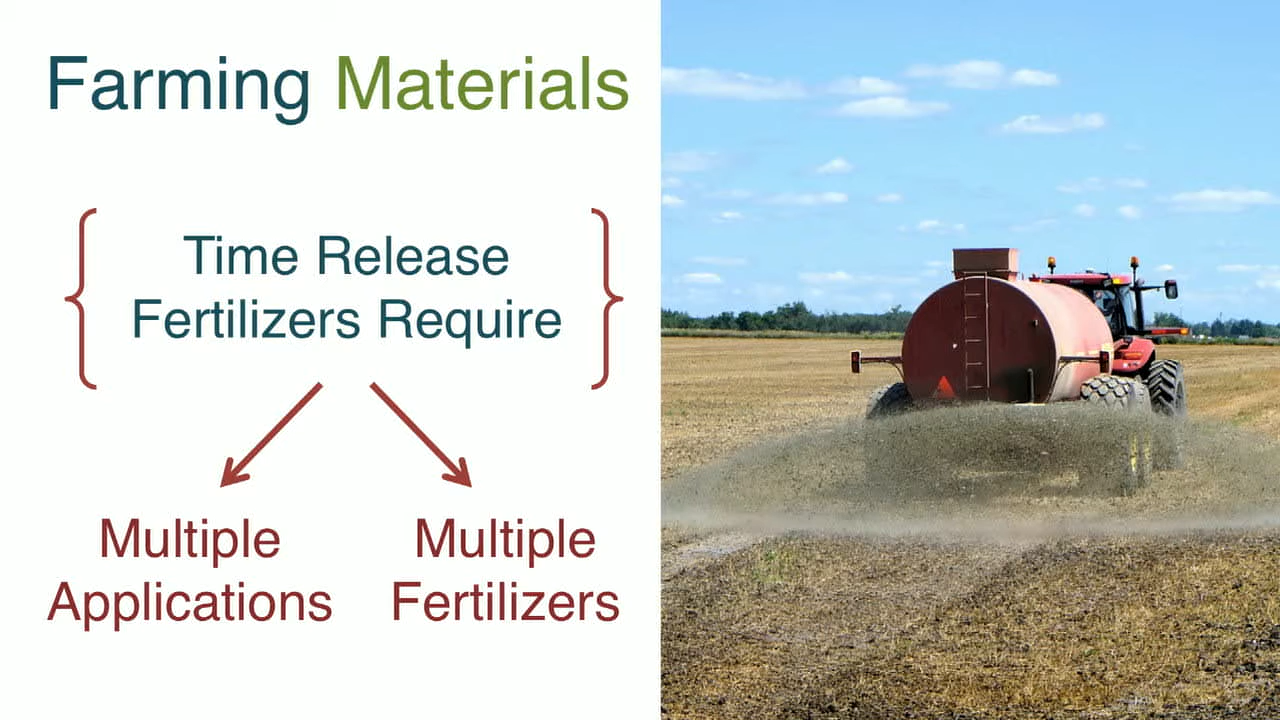 Farming Materials
Time Release
Fertilizers Require
Multiple
Applications
Multiple
Fertilizers